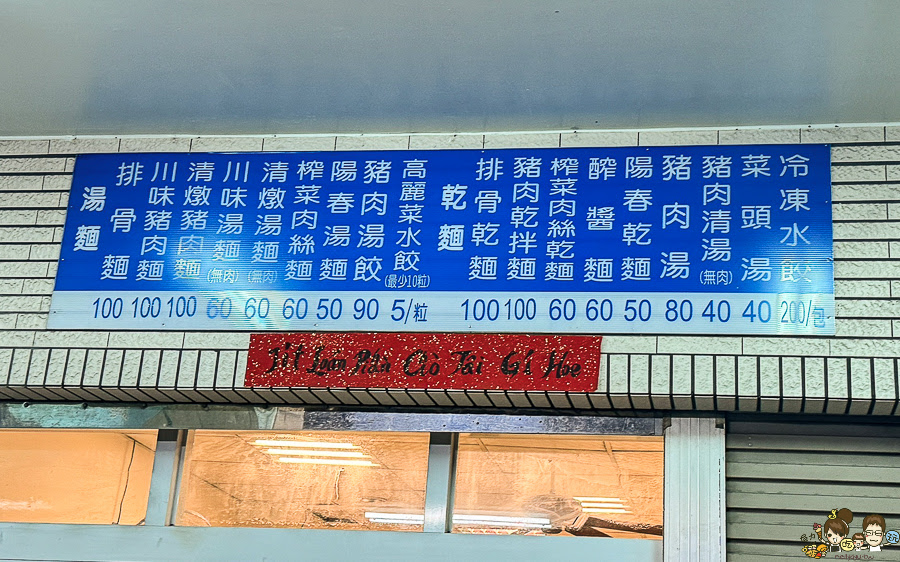 湯麵
排骨麵 100
川味豬肉麵 100
清燉豬肉麵 100
川味湯麵(無肉) 60
清燉湯麵(無肉) 60
榨菜肉絲麵 60
陽春湯麵 50
豬肉湯餃 90
高麗菜水餃(最少10粒) 5/粒
乾麵
排骨乾麵 100
豬肉乾拌麵 100
榨菜肉絲乾麵 60
醡醬麵 60
陽春乾麵 50
豬肉湯 80
豬肉清湯(無肉) 40
菜頭湯 40
冷凍水餃 200/包